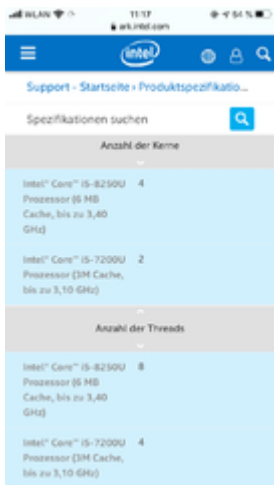 WLAN 11:17 64 %
ark.intel.com
intel
Support - Startseite › Produktspezifikatio...
Spezifikationen suchen
Anzahl der Kerne
Intel® Core™ i5-8250U 4
Prozessor (6 MB
Cache, bis zu 3,40
GHz)
Intel® Core™ i5-7200U 2
Prozessor (3M Cache,
bis zu 3,10 GHz)
Anzahl der Threads
Intel® Core™ i5-8250U 8
Prozessor (6 MB
Cache, bis zu 3,40
GHz)
Intel® Core™ i5-7200U 4
Prozessor (3M Cache,
bis zu 3,10 GHz)